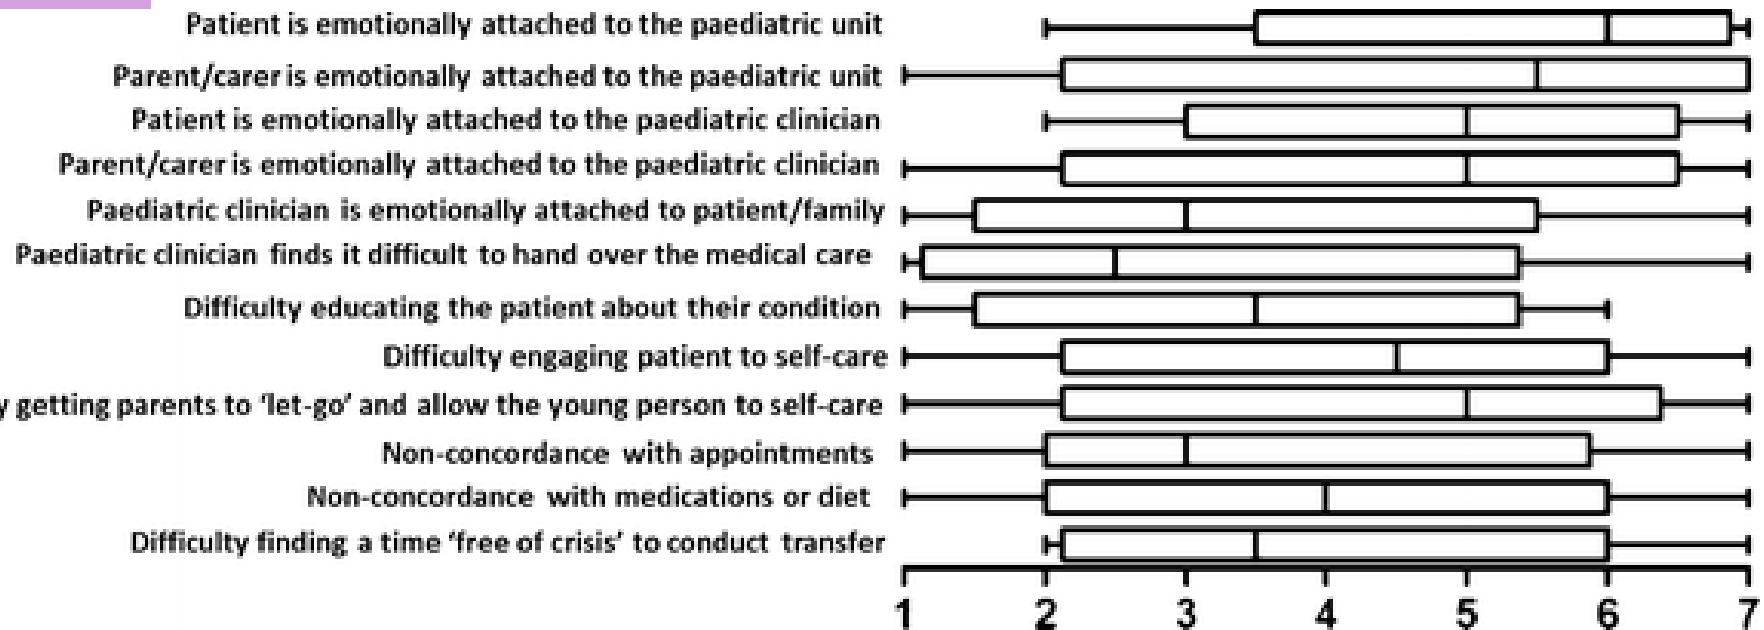 Patient is emotionally attached to the paediatric unit
Parent/carer is emotionally attached to the paediatric unit
Patient is emotionally attached to the paediatric clinician
Parent/carer is emotionally attached to the paediatric clinician
Paediatric clinician is emotionally attached to patient/family
Paediatric clinician finds it difficult to hand over the medical care
Difficulty educating the patient about their condition
Difficulty engaging patient to self-care
getting parents to ‘let-go’ and allow the young person to self-care
Non-concordance with appointments
Non-concordance with medications or diet
Difficulty finding a time ‘free of crisis’ to conduct transfer
1 2 3 4 5 6 7